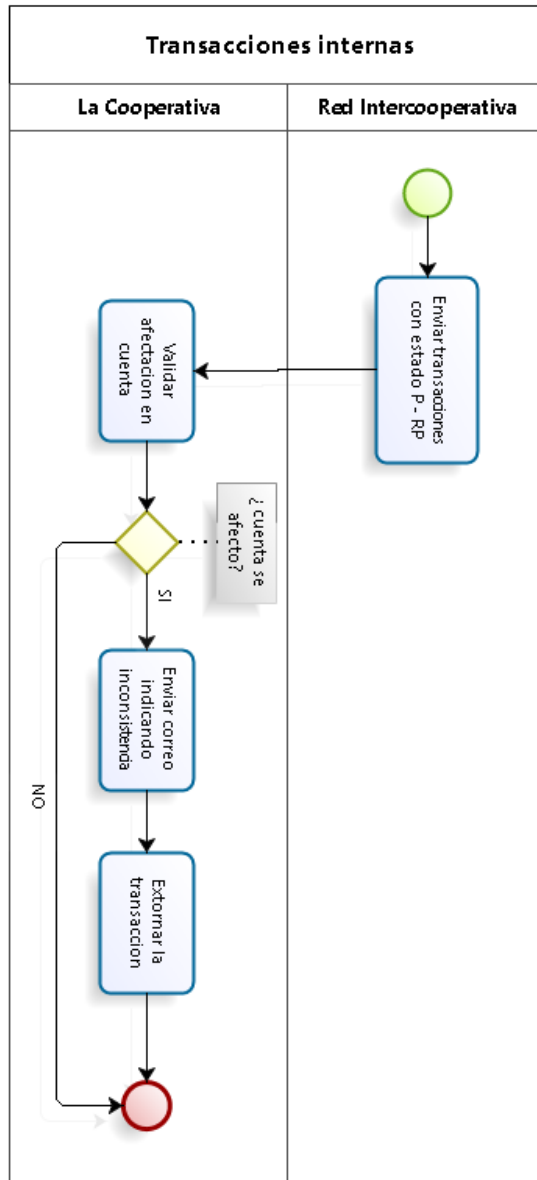 Transacciones internas
La Cooperativa
Red Intercooperativa
Enviar transacciones
con estado P - RP
Validar
afectacion en
cuenta
¿ cuenta se
afecto?
SI
Enviar correo
indicando
inconsistencia
NO
Extornar la
transaccion